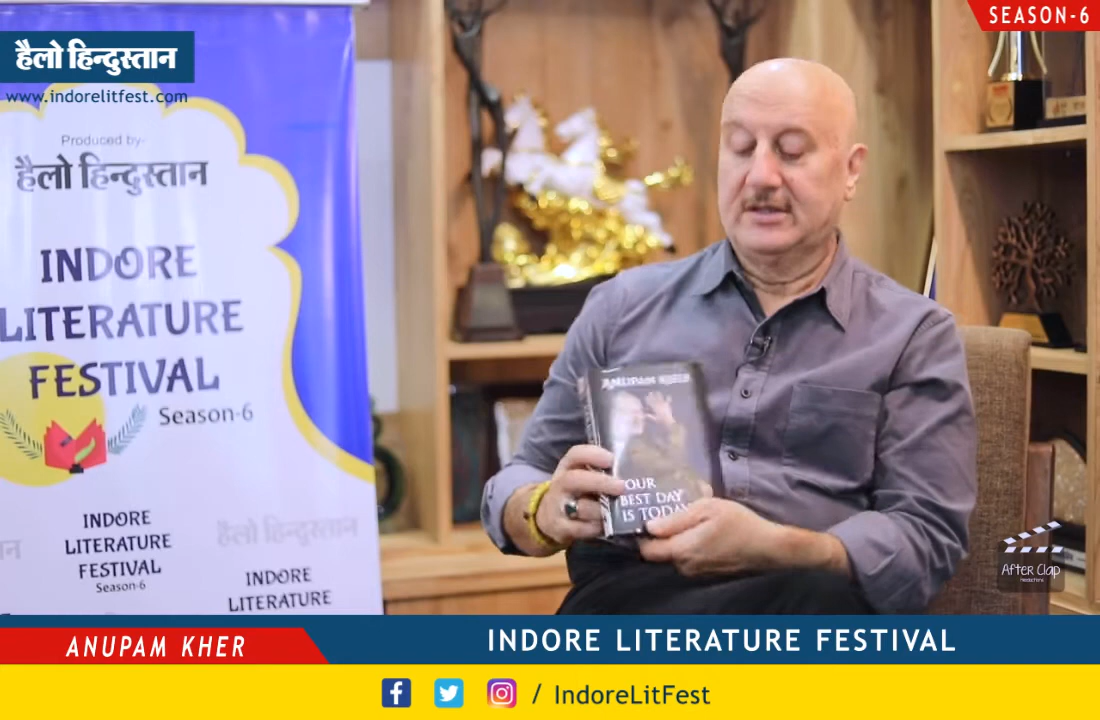 SEASON-6
हैलो हिन्दुस्तान
www.indorelitfest.com
Produced by-
हैलो हिन्दुस्तान
INDORE
LITERATURE
FESTIVAL
Season-6
INDORE
LITERATURE
FESTIVAL
Season-6
हैलो हिन्दुस्तान
INDORE
LITERATURE
ANUPAM KHER
YOUR
BEST DAY
IS TODAY
After Clap
ANUPAM KHER
INDORE LITERATURE FESTIVAL
/ IndoreLitFest